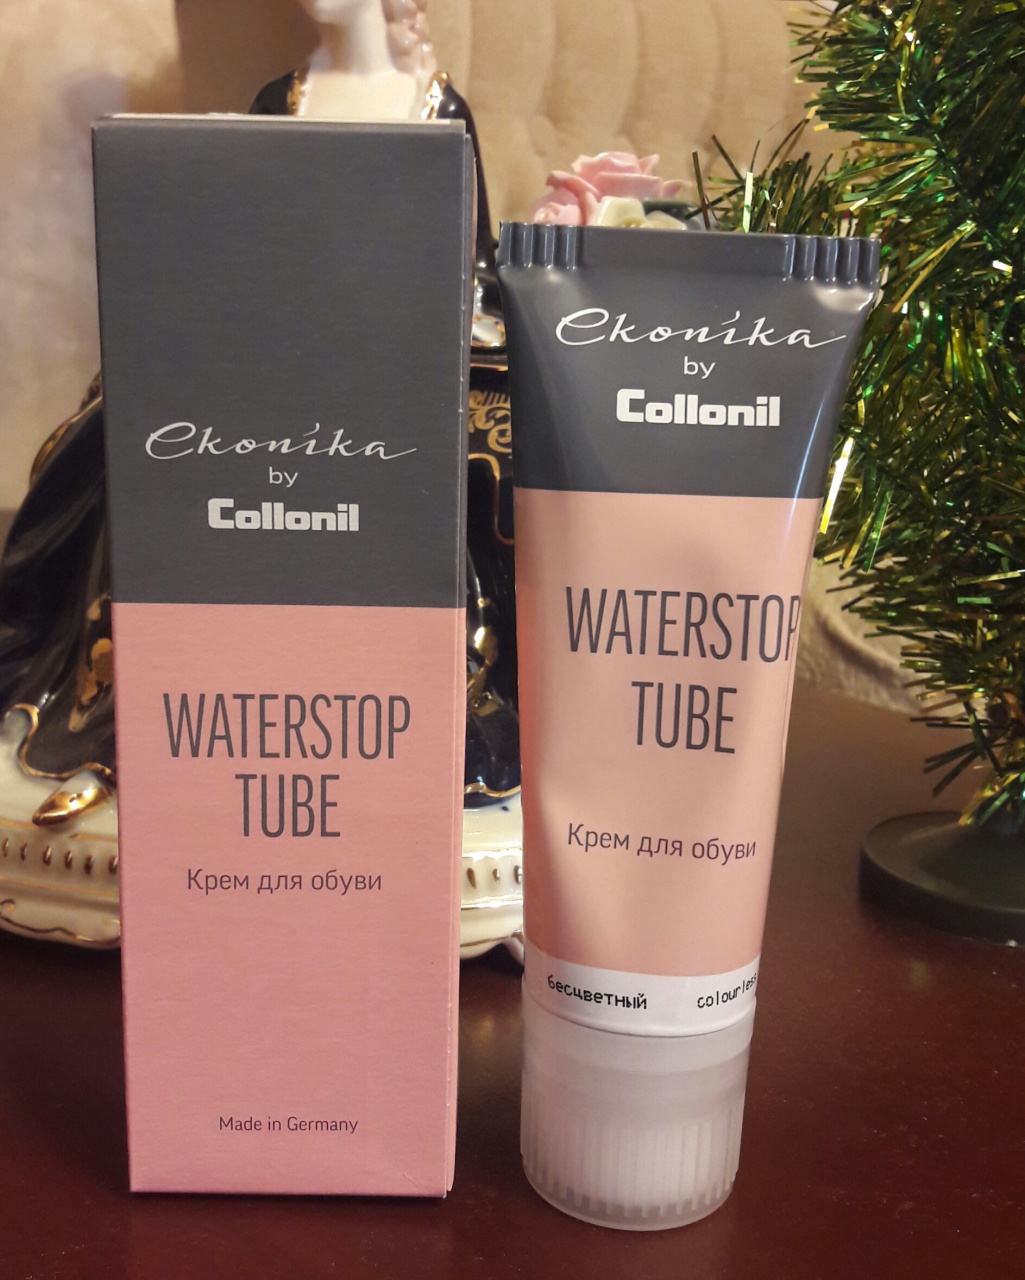 Ekonika
by
Collonil
WATERSTOP
TUBE
Крем для обуви
Made in Germany
Ekonika
by
Collonil
WATERSTOP
TUBE
Крем для обуви
бесцветный colourless